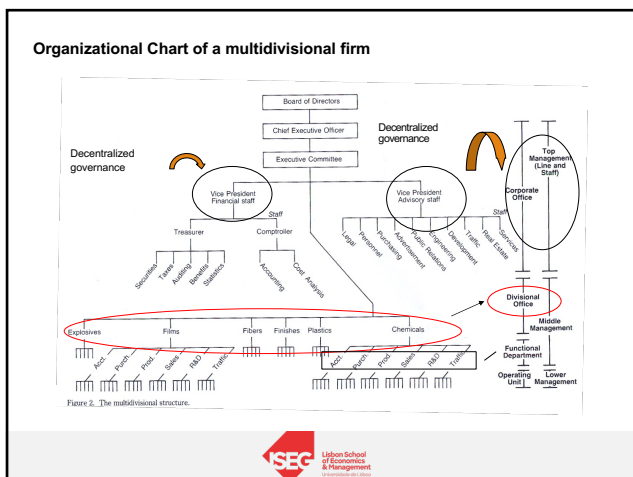 Organizational Chart of a multidivisional firm
Board of Directors
Chief Executive Officer
Executive Committee
Decentralized
governance
Decentralized
governance
Vice President
Financial staff
Vice President
Advisory staff
Staff
Staff
Treasurer
Comptroller
Securities
Taxes
Auditing
Benefits
Statistics
Accounting
Cost Analysis
Legal
Personnel
Purchasing
Advertisement
Public Relations
Engineering
Development
Traffic
Real Estate
Services
Corporate
Office
Top
Management
(Line and
Staff)
Explosives
Films
Fibers
Finishes
Plastics
Chemicals
Acct.
Purch.
Prod.
Sales
R&D
Traffic
Acct.
Purch.
Prod.
Sales
R&D
Traffic
Divisional
Office
Middle
Management
Functional
Department
Operating
Unit
Lower
Management
Figure 2. The multidivisional structure.
ISEG
Lisbon School
of Economics
& Management
Universidade de Lisboa